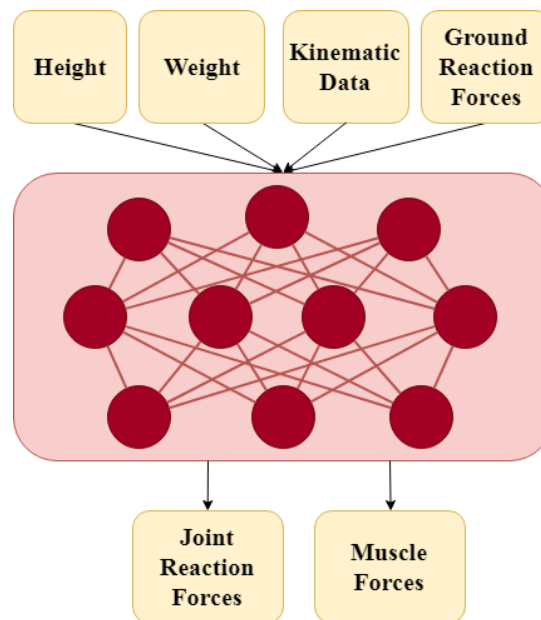 Height
Weight
Kinematic
Data
Ground
Reaction
Forces
Joint
Reaction
Forces
Muscle
Forces